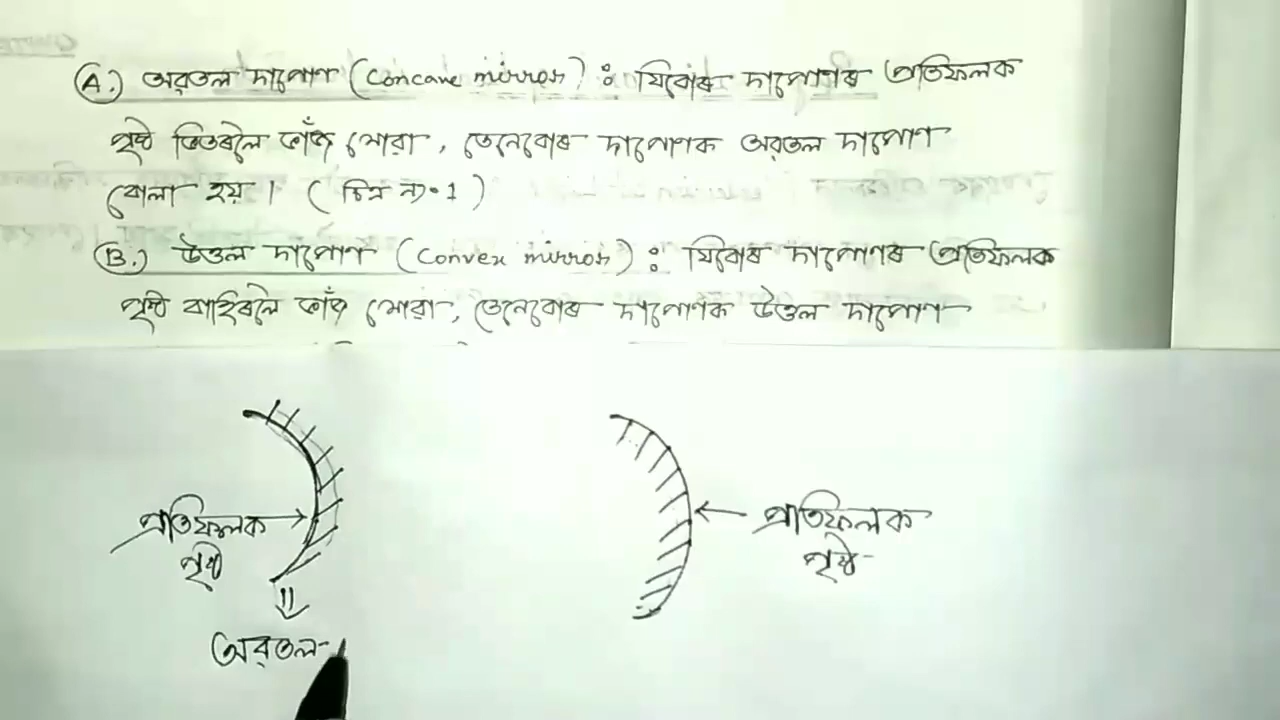 A.) অৱতল দাপোণ (Concave mirror) : যিবোৰ দাপোণৰ প্ৰতিফলক
পৃষ্ঠ ভিতৰলৈ ভাঁজ খোৱা, তেনেবোৰ দাপোণক অৱতল দাপোণ
বোলা হয়। (চিত্ৰ নং. 1)
B.) উত্তল দাপোণ (Convex mirror) : যিবোৰ দাপোণৰ প্ৰতিফলক
পৃষ্ঠ বাহিৰলৈ ভাঁজ খোৱা, তেনেবোৰ দাপোণক উত্তল দাপোণ
প্ৰতিফলক
পৃষ্ঠ
অৱতল
প্ৰতিফলক
পৃষ্ঠ